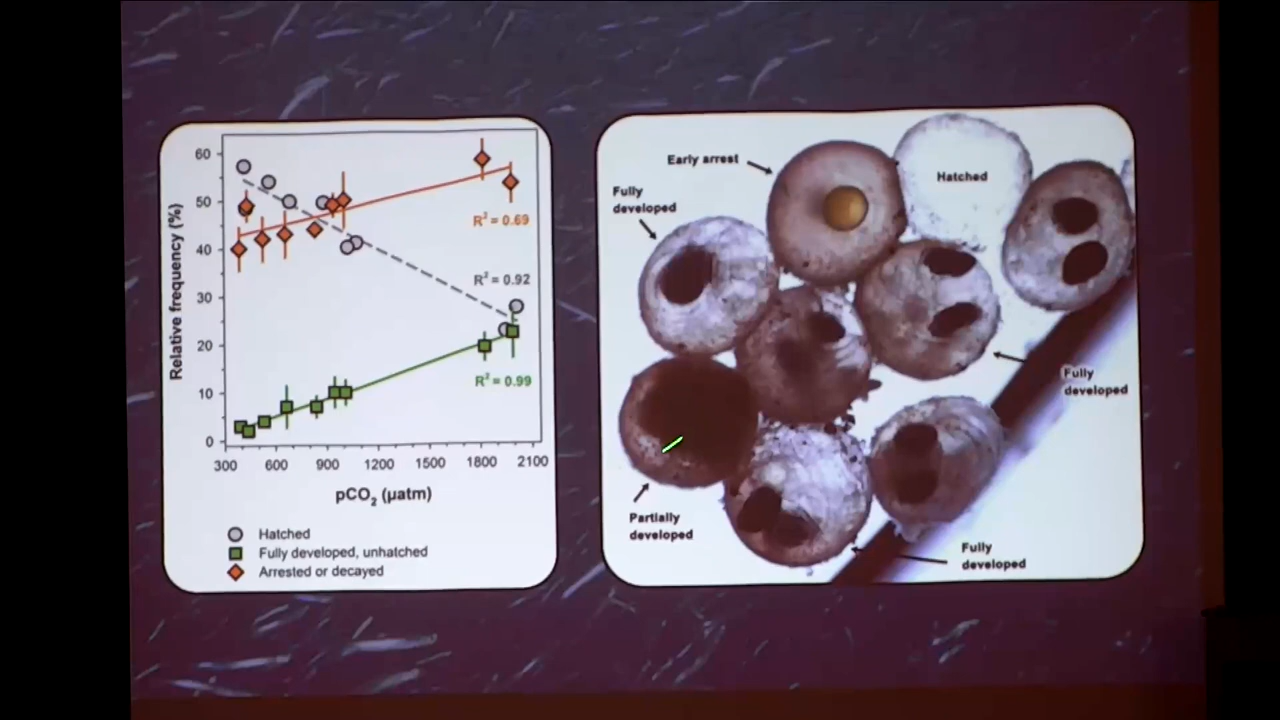 60
50
40
30
20
10
0
Relative frequency (%)
300 600 900 1200 1500 1800 2100
pCO2 (µatm)
R2 = 0.69
R2 = 0.92
R2 = 0.99
Hatched
Fully developed, unhatched
Arrested or decayed
Early arrest
Hatched
Fully
developed
Fully
developed
Partially
developed
Fully
developed